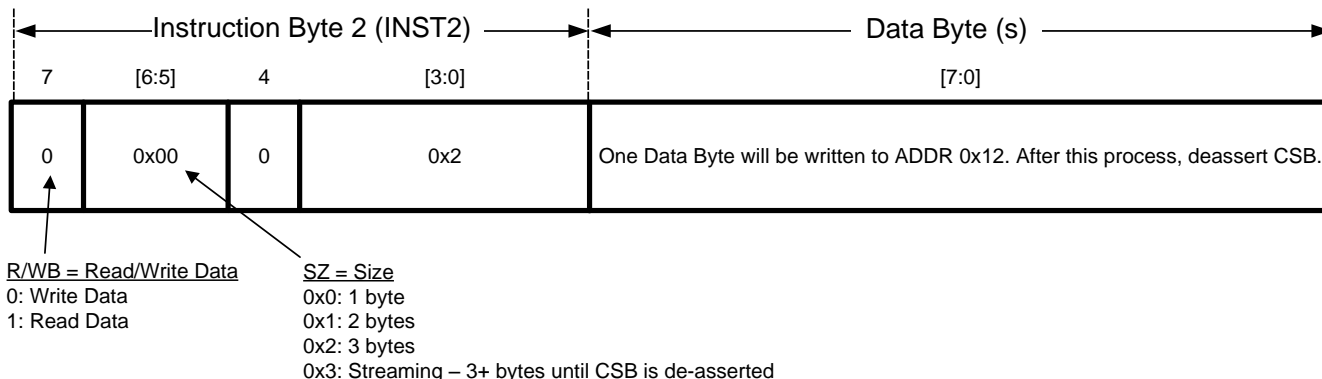 Instruction Byte 2 (INST2) Data Byte (s)
7 [6:5] 4 [3:0] [7:0]
0 0x00 0 0x2 One Data Byte will be written to ADDR 0x12. After this process, deassert CSB.
R/WB = Read/Write Data
0: Write Data
1: Read Data
SZ = Size
0x0: 1 byte
0x1: 2 bytes
0x2: 3 bytes
0x3: Streaming – 3+ bytes until CSB is de-asserted